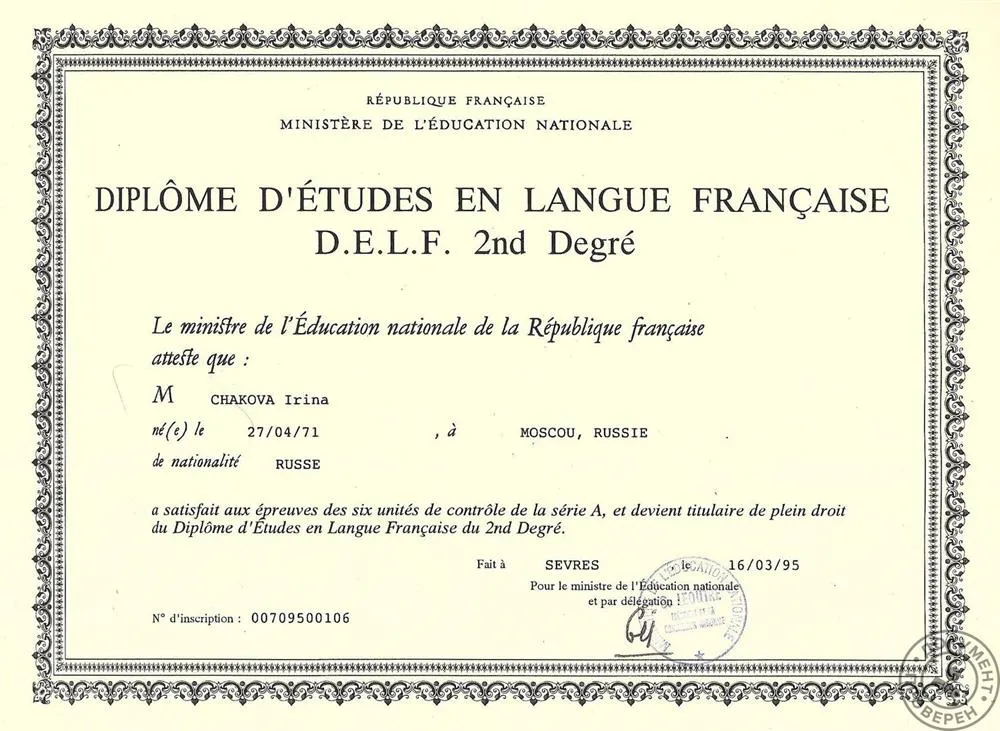 RÉPUBLIQUE FRANÇAISE
MINISTÈRE DE L'ÉDUCATION NATIONALE
DIPLÔME D'ÉTUDES EN LANGUE FRANÇAISE
D.E.L.F. 2nd Degré
Le ministre de l'Éducation nationale de la République française
atteste que :
M CHAKOVA Irina
né(e) le 27/04/71 , à MOSCOU, RUSSIE .
de nationalité RUSSE
a satisfait aux épreuves des six unités de contrôle de la série A, et devient titulaire de plein droit
du Diplôme d'Études en Langue Française du 2nd Degré.
Fait à SEVRES le 16/03/95
Pour le ministre de l'Éducation nationale
et par délégation :
N° d'inscription : 00709500106
DE L'ÉDUCATION NATIONALE
ДОКУМЕНТ